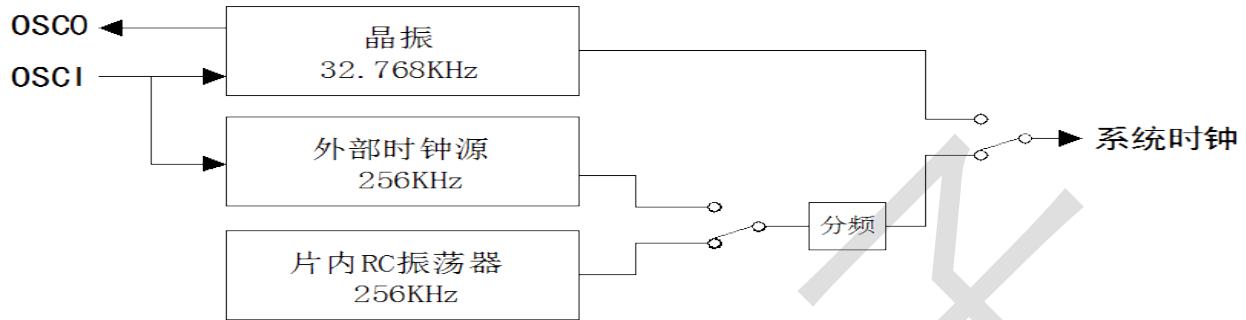 OSCO
晶振
32.768KHz
OSCI
外部时钟源
256KHz
系统时钟
分频
片内RC振荡器
256KHz